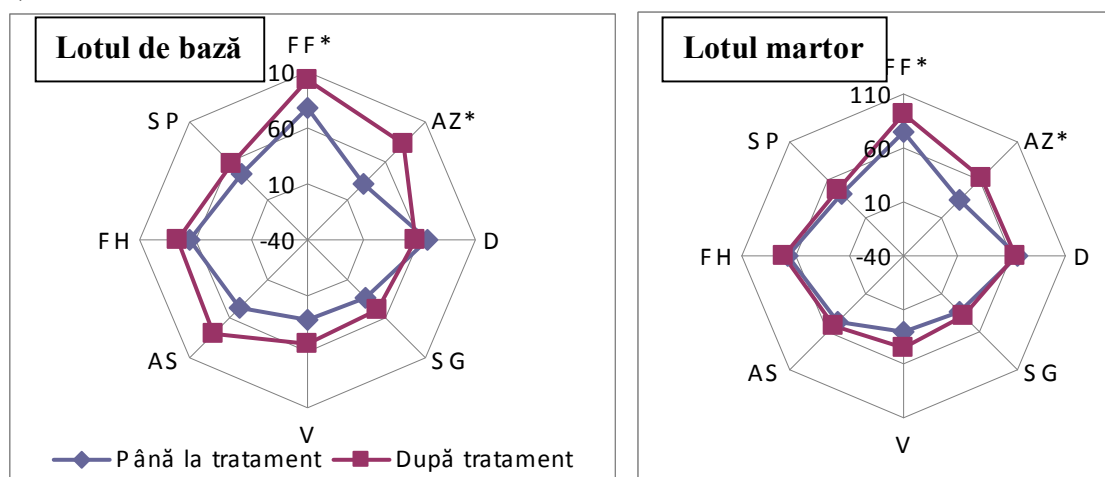 Lotul de bază
FF*
10
SP
AZ*
60
10
FH
-40
D
AS
SG
V
Până la tratament
După tratament
Lotul martor
FF*
110
SP
AZ*
60
10
FH
-40
D
AS
SG
V